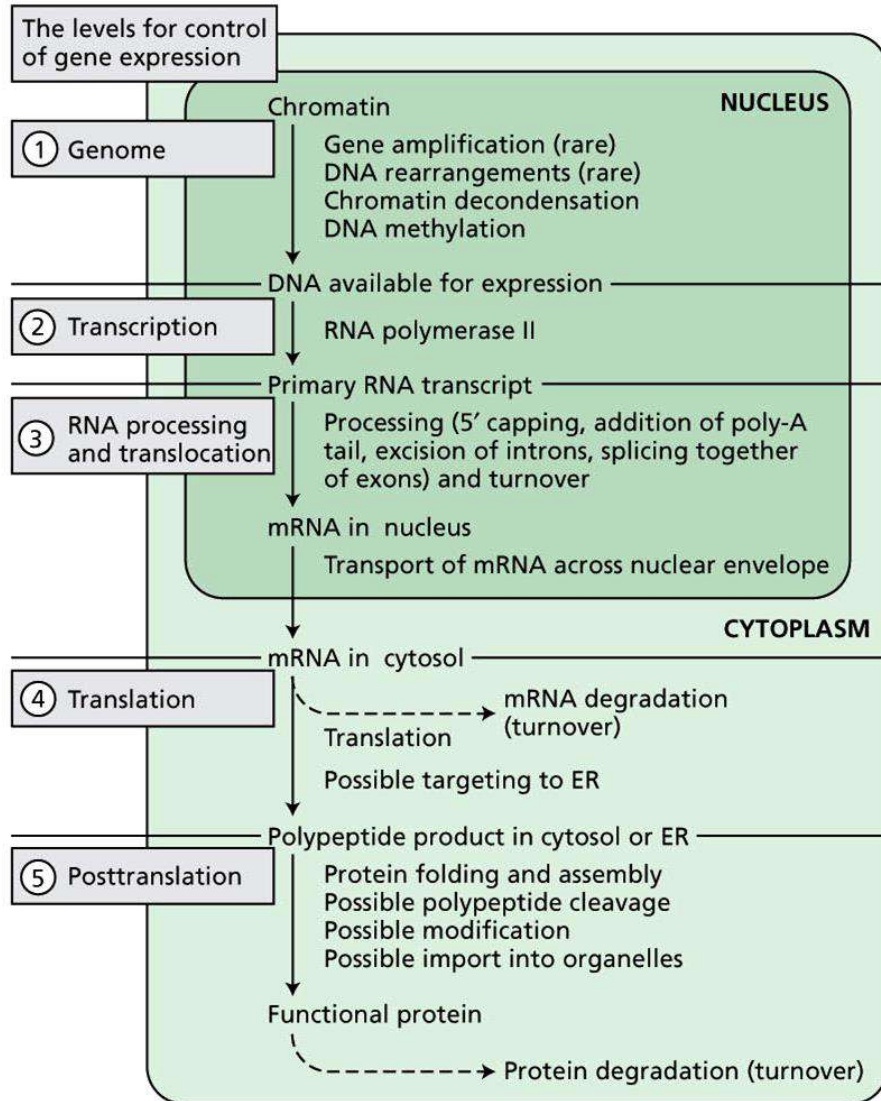 The levels for control
of gene expression
NUCLEUS
Chromatin
1 Genome
Gene amplification (rare)
DNA rearrangements (rare)
Chromatin decondensation
DNA methylation
DNA available for expression
2 Transcription
RNA polymerase II
Primary RNA transcript
3 RNA processing
and translocation
Processing (5′ capping, addition of poly-A
tail, excision of introns, splicing together
of exons) and turnover
mRNA in nucleus
Transport of mRNA across nuclear envelope
CYTOPLASM
mRNA in cytosol
4 Translation
mRNA degradation
(turnover)
Translation
Possible targeting to ER
Polypeptide product in cytosol or ER
5 Posttranslation
Protein folding and assembly
Possible polypeptide cleavage
Possible modification
Possible import into organelles
Functional protein
Protein degradation (turnover)